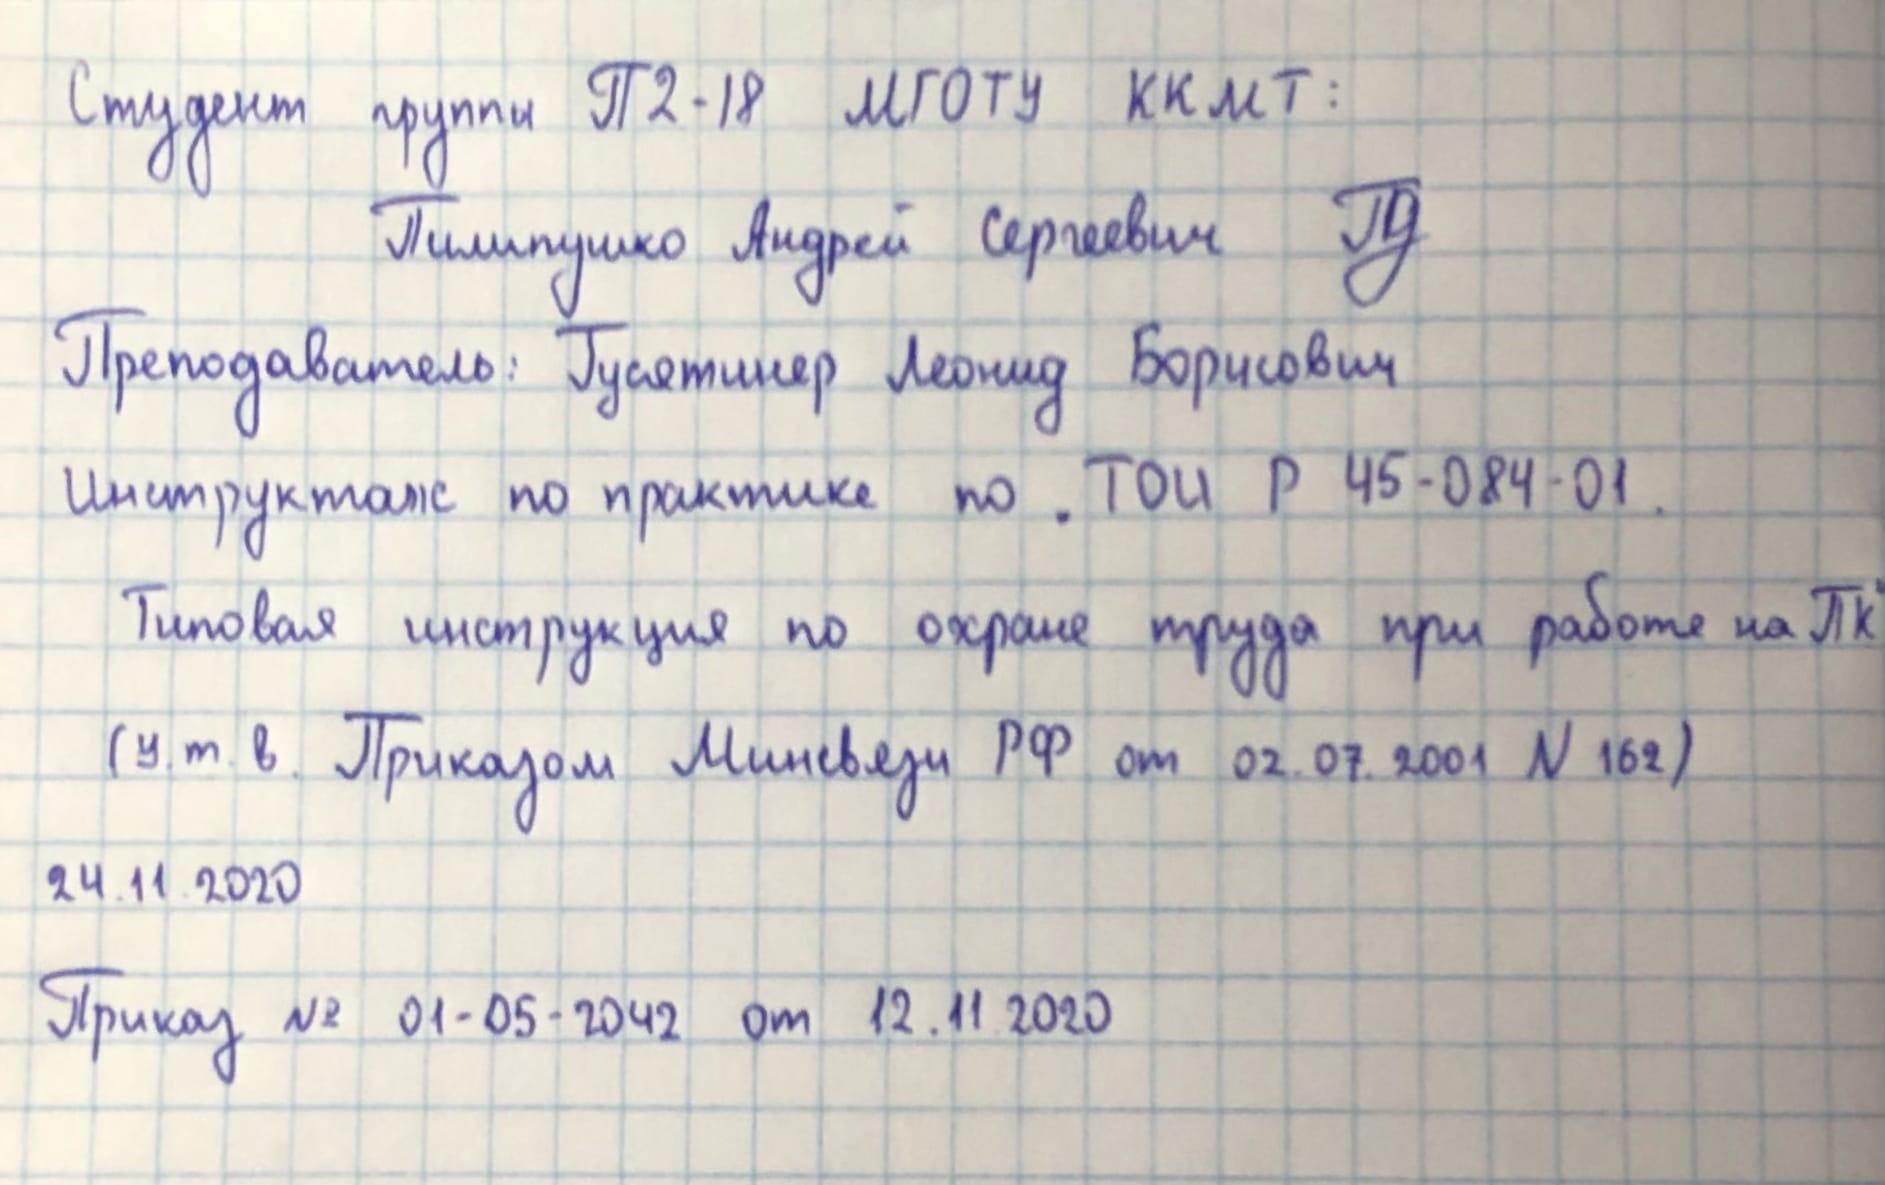 Студент группы П2-18 МГОТУ ККМТ:
Пилипушко Андрей Сергеевич
Преподаватель: Гусятинер Леонид Борисович
Инструктаж по практике по . ТОИ Р 45-084-01.
Типовая инструкция по охране труда при работе на ПК"
(у.т.в. Приказом Минсвязи РФ от 02.07.2001 N 162)
24.11.2020
Приказ № 01-05-2042 от 12.11.2020